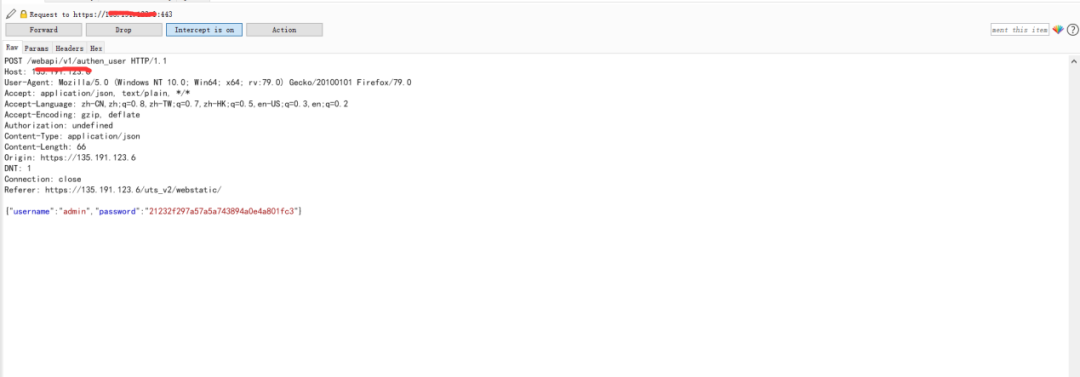 Request to https://1 :443
Forward Drop Intercept is on Action ment this item ?
Raw Params Headers Hex
POST /webapi/v1/authen_user HTTP/1.1
Host: 135.191.123.6
User-Agent: Mozilla/5.0 (Windows NT 10.0; Win64; x64; rv:79.0) Gecko/20100101 Firefox/79.0
Accept: application/json, text/plain, */*
Accept-Language: zh-CN,zh;q=0.8,zh-TW;q=0.7,zh-HK;q=0.5,en-US;q=0.3,en;q=0.2
Accept-Encoding: gzip, deflate
Authorization: undefined
Content-Type: application/json
Content-Length: 66
Origin: https://135.191.123.6
DNT: 1
Connection: close
Referer: https://135.191.123.6/uts_v2/webstatic/
{"username":"admin","password":"21232f297a57a5a743894a0e4a801fc3"}